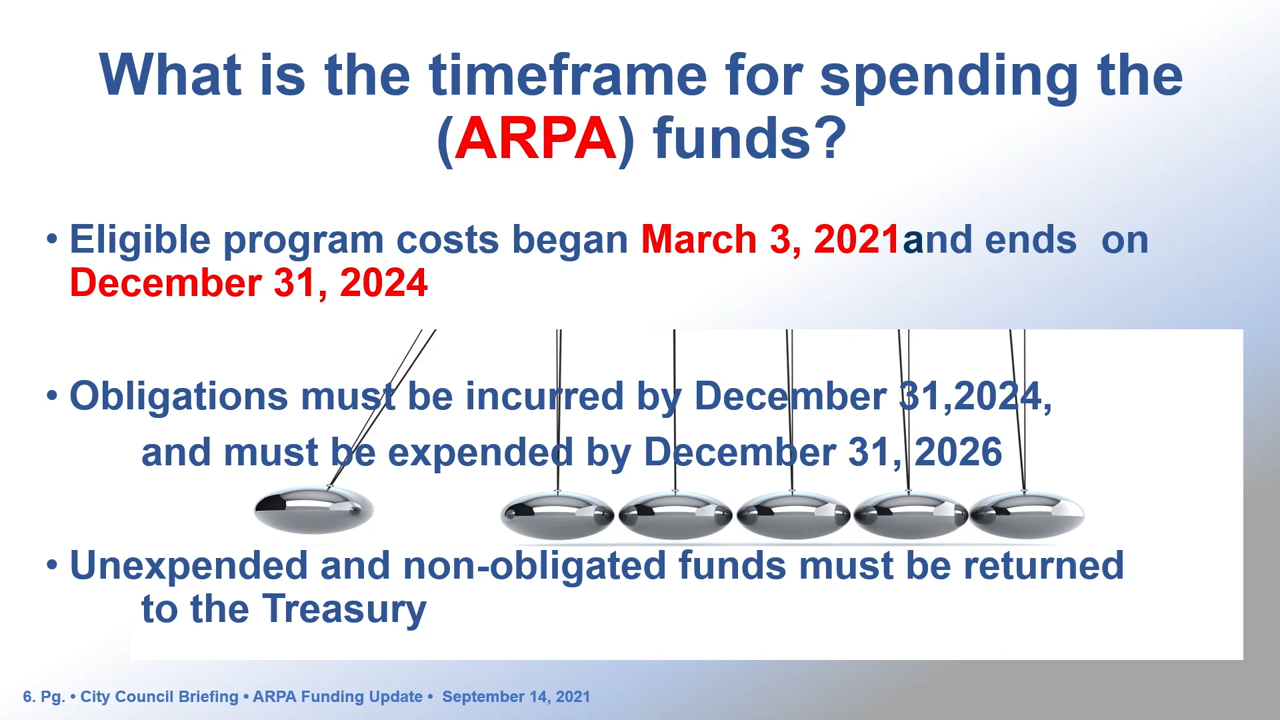 What is the timeframe for spending the
(ARPA) funds?
• Eligible program costs began March 3, 2021and ends  on
December 31, 2024
• Obligations must be incurred by December 31,2024,
and must be expended by December 31, 2026
• Unexpended and non-obligated funds must be returned
to the Treasury
6. Pg. • City Council Briefing • ARPA Funding Update •  September 14, 2021